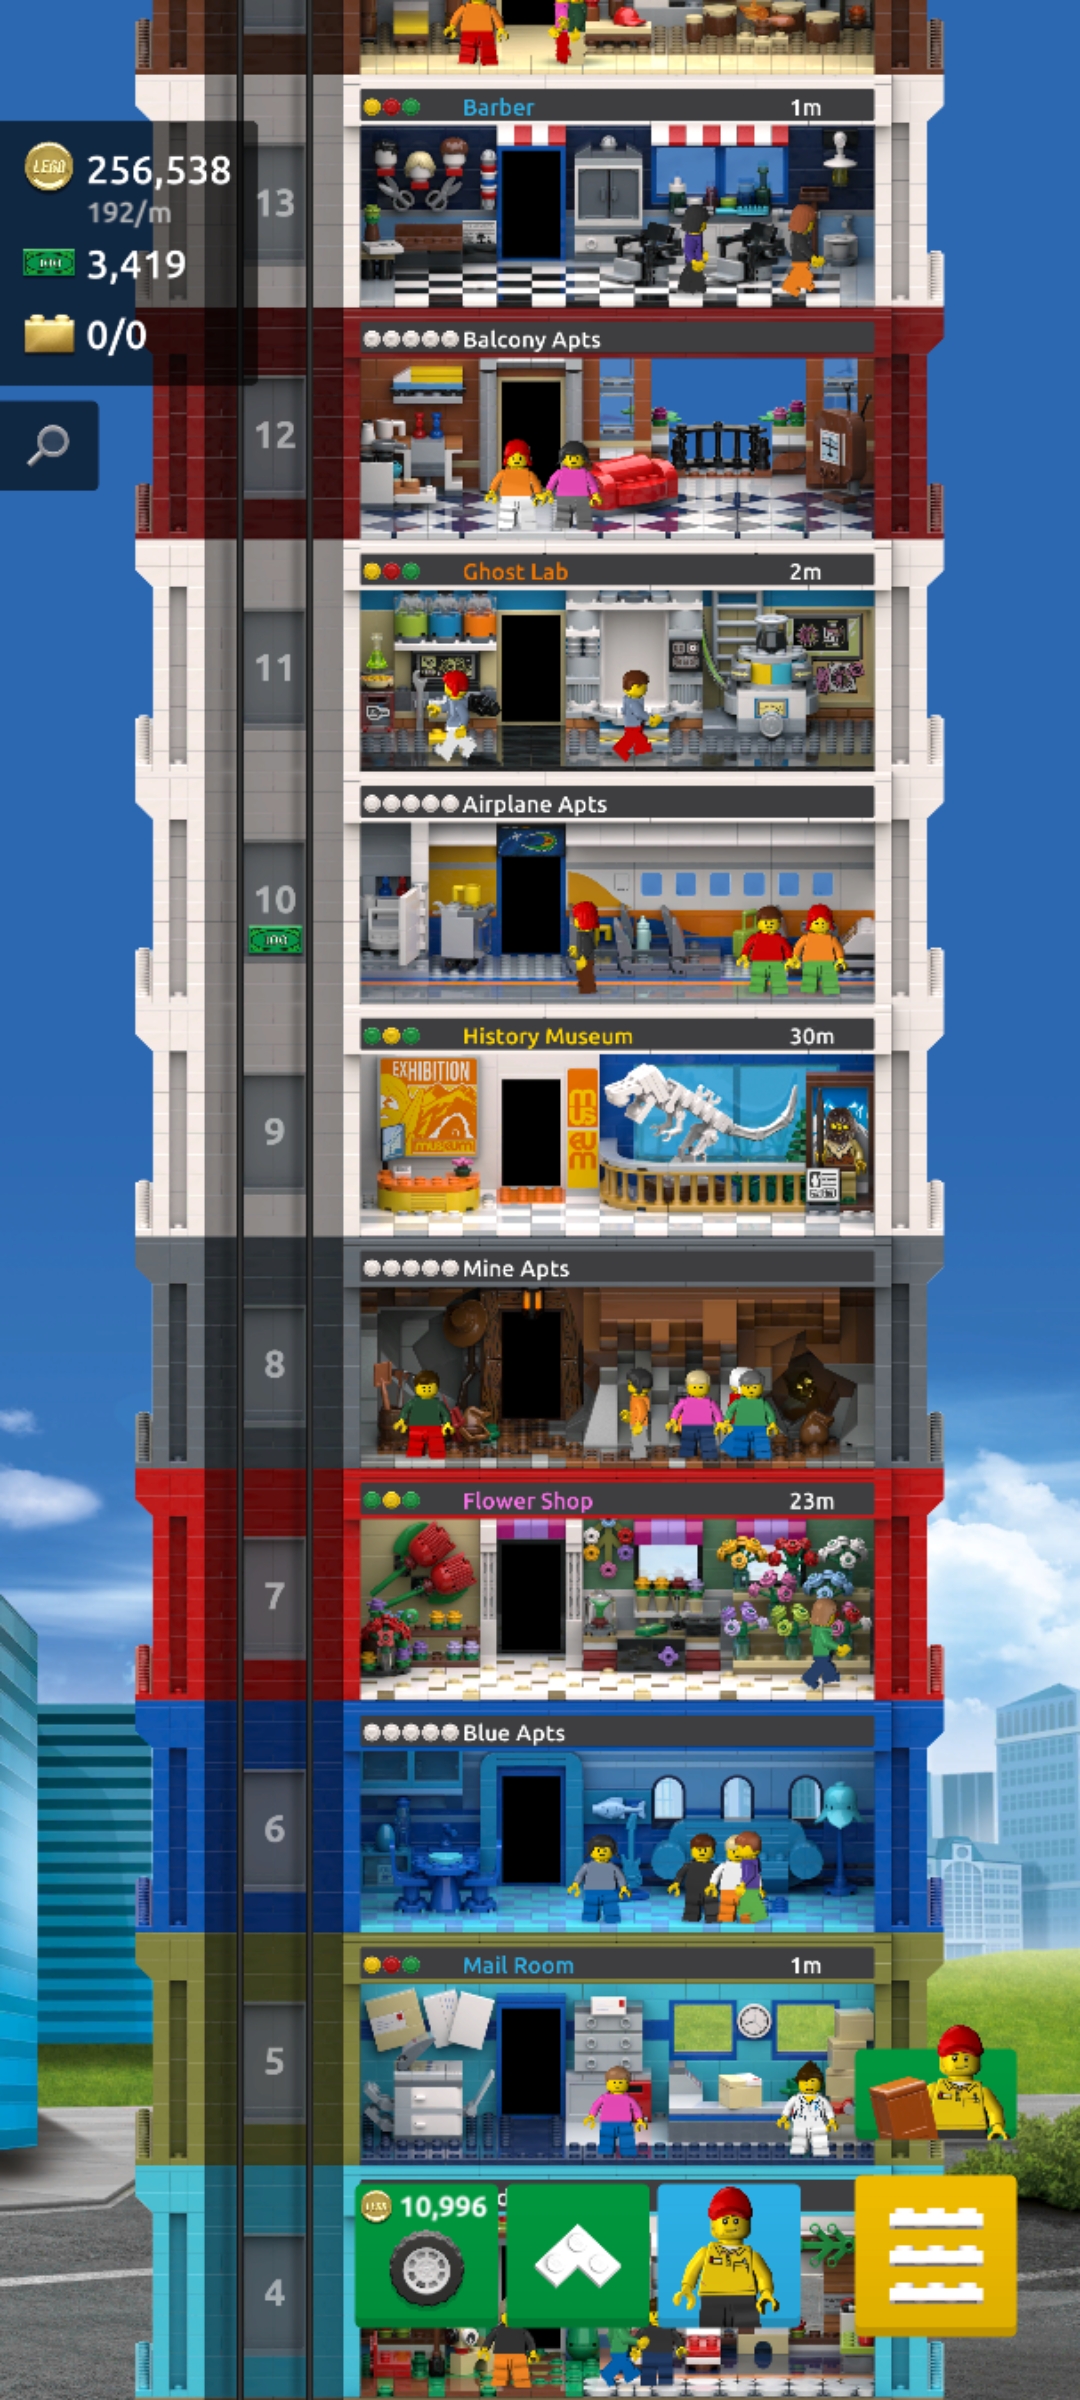 Barber 1m
LEGO 256,538
192/m
3,419
0/0
13
Balcony Apts
12
Ghost Lab 2m
11
Airplane Apts
10
History Museum 30m
EXHIBITION
museum
mus
eum
9
Mine Apts
8
Flower Shop 23m
7
Blue Apts
6
Mail Room 1m
5
10,996
4